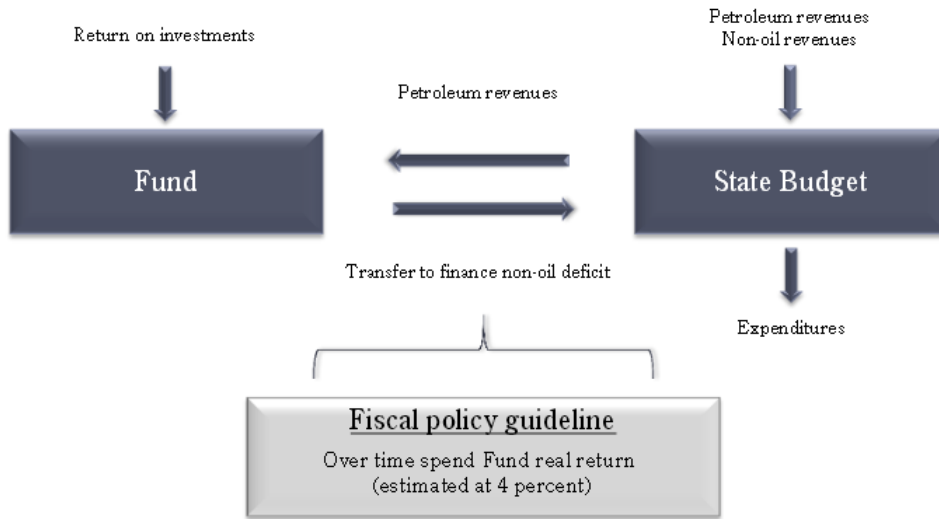 Return on investments
Petroleum revenues
Non-oil revenues
Petroleum revenues
Fund
State Budget
Transfer to finance non-oil deficit
Expenditures
Fiscal policy guideline
Over time spend Fund real return
(estimated at 4 percent)